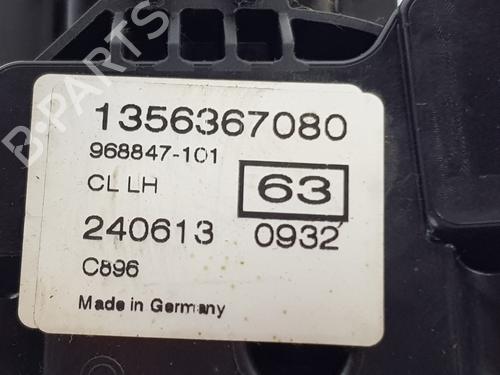 1356367080
968847-101
CL LH
63
240613 0932
C896
Made in Germany
B-PARTS